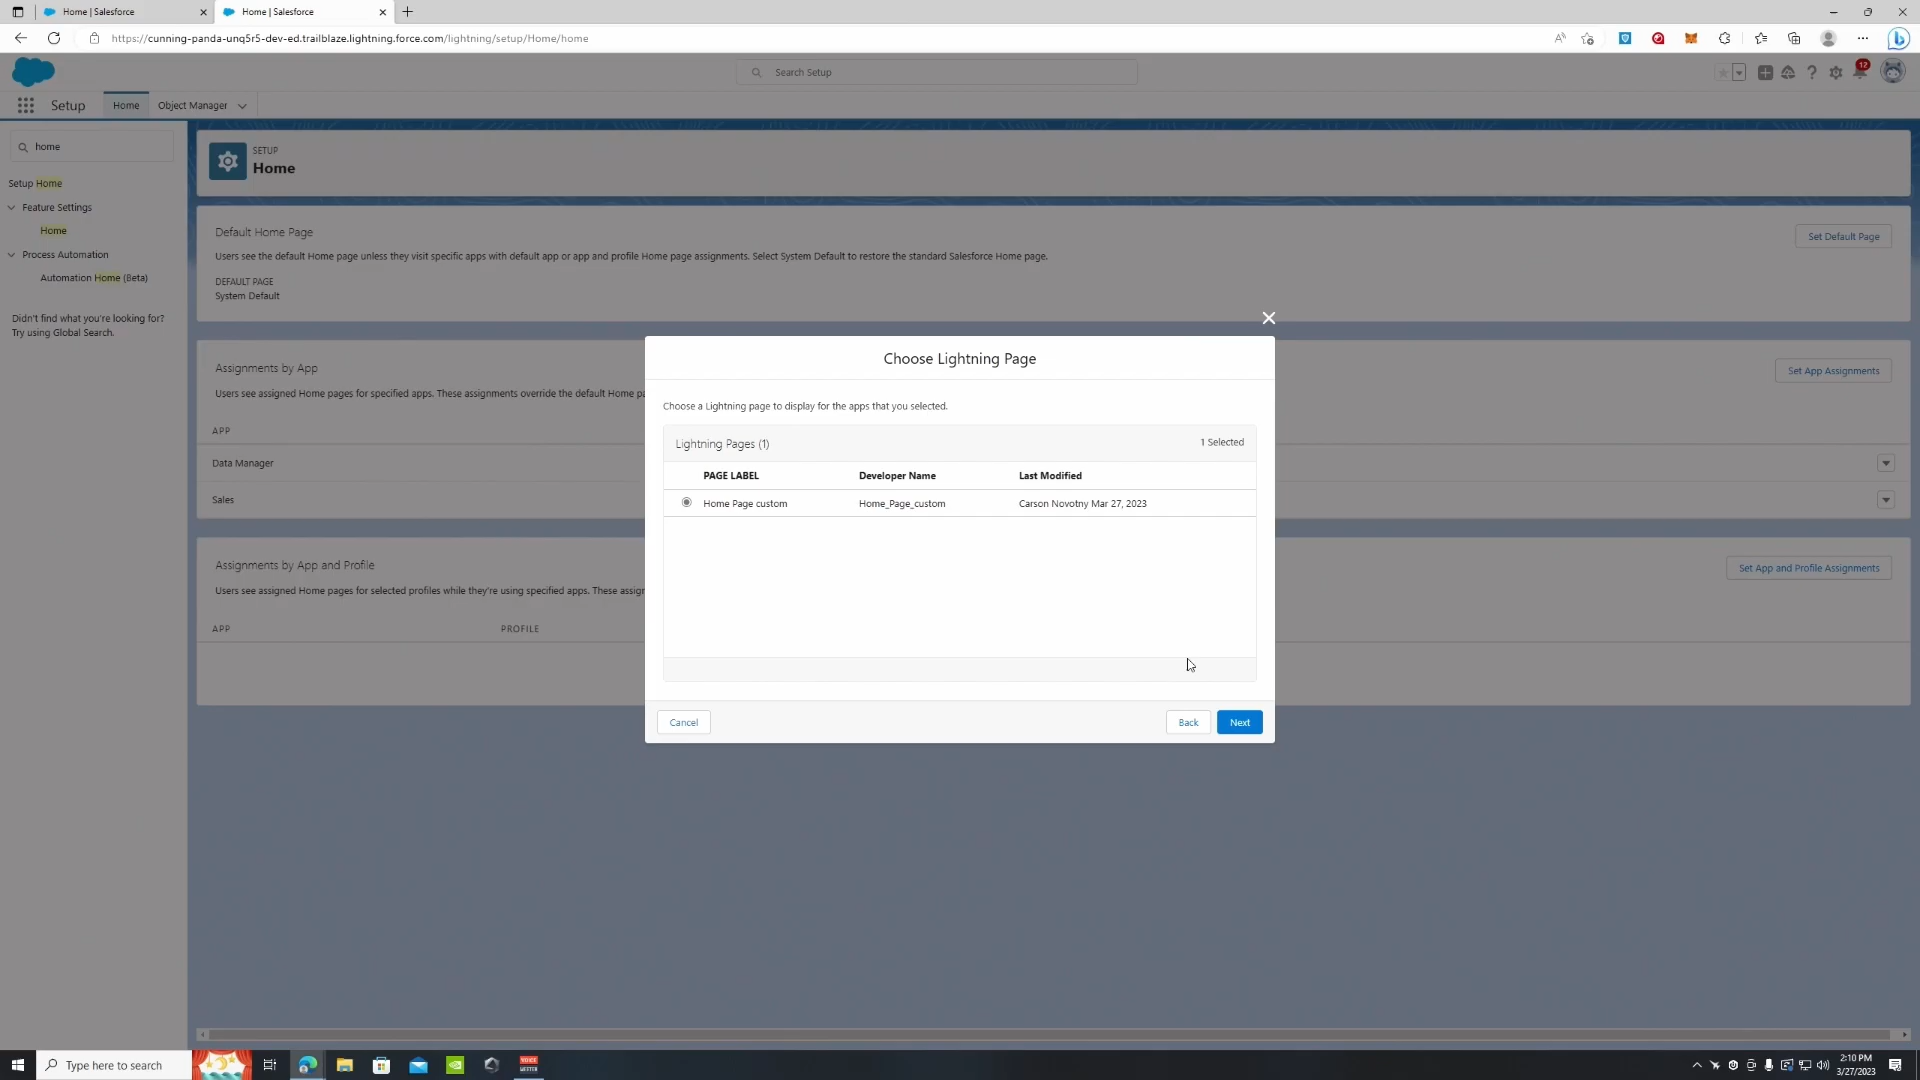 Home | Salesforce
Home | Salesforce
https://cunning-panda-unq5r5-dev-ed.trailblaze.lightning.force.com/lightning/setup/Home/home
Search Setup
12
Setup
Home
Object Manager
home
Setup Home
Feature Settings
Home
Process Automation
Automation Home (Beta)
Didn't find what you're looking for?
Try using Global Search.
SETUP
Home
Default Home Page
Set Default Page
Users see the default Home page unless they visit specific apps with default app or app and profile Home page assignments. Select System Default to restore the standard Salesforce Home page.
DEFAULT PAGE
System Default
Assignments by App
Set App Assignments
Users see assigned Home pages for specified apps. These assignments override the default Home
APP
Data Manager
Sales
Assignments by App and Profile
Set App and Profile Assignments
Users see assigned Home pages for selected profiles while they're using specified apps. These
APP
PROFILE
Choose Lightning Page
Choose a Lightning page to display for the apps that you selected.
Lightning Pages (1)
1 Selected
PAGE LABEL
Developer Name
Last Modified
Home Page custom
Home_Page_custom
Carson Novotny Mar 27, 2023
Cancel
Back
Next
Type here to search
VOICE
2:10 PM
3/27/2023